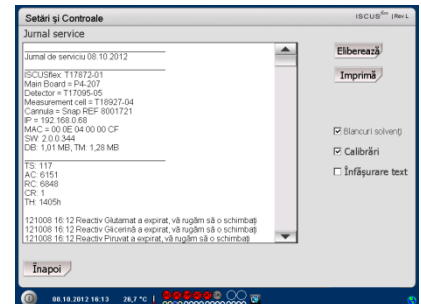 Setări și Controale
ISCUSflex |Rev L
Jurnal service
Jurnal de serviciu 08.10.2012
ISCUSflex: T17872-01
Main Board = P4-207
Detector = T17095-05
Measurement cell = T18927-04
Cannula = Snap REF 8001721
IP = 192.168.0.68
MAC = 00 0E 04 00 00 CF
SW: 2.0.0.344
DB: 1,01 MB, TM: 1,28 MB
TS: 117
AC: 6151
RC: 6848
CR: 1
TH: 1405h
121008 16:12 Reactiv Glutamat a expirat, vă rugăm să o schimbați
121008 16:12 Reactiv Glicerină a expirat, vă rugăm să o schimbați
121008 16:12 Reactiv Piruvat a expirat, vă rugăm să o schimbați
Eliberează
Imprimă
Blancuri solvenți
Calibrări
Înfășurare text
Înapoi
08.10.2012 16:13 26,7 °C